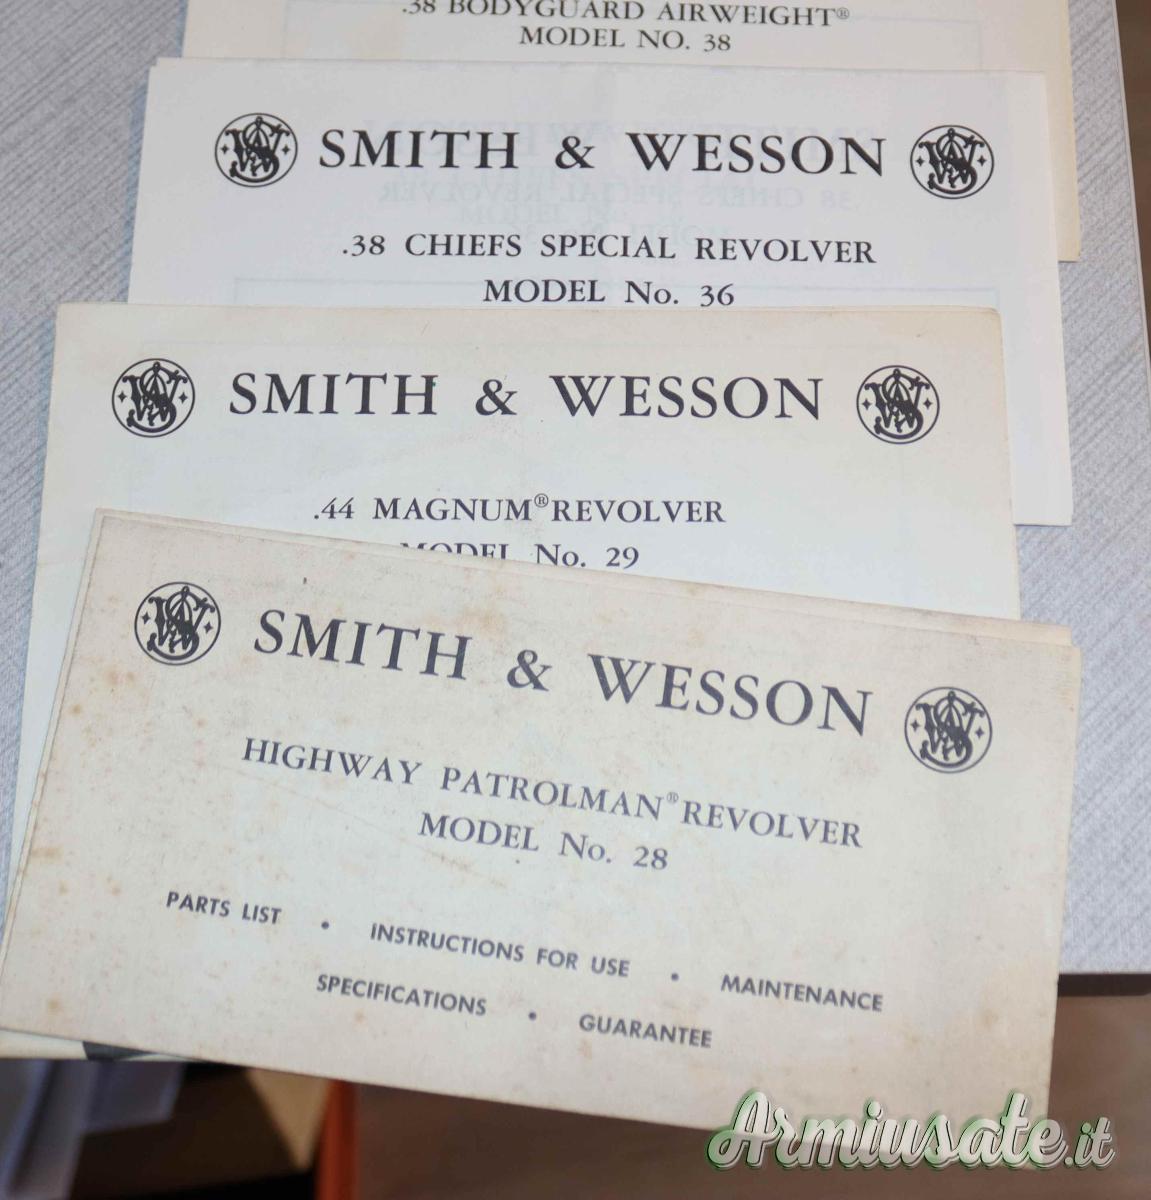 .38 BODYGUARD AIRWEIGHT®
MODEL NO. 38
SMITH & WESSON
.38 CHIEFS SPECIAL REVOLVER
MODEL No. 36
SMITH & WESSON
.44 MAGNUM® REVOLVER
MODEL No. 29
SMITH & WESSON
HIGHWAY PATROLMAN® REVOLVER
MODEL No. 28
PARTS LIST • INSTRUCTIONS FOR USE • MAINTENANCE
SPECIFICATIONS • GUARANTEE
Armiusate.it